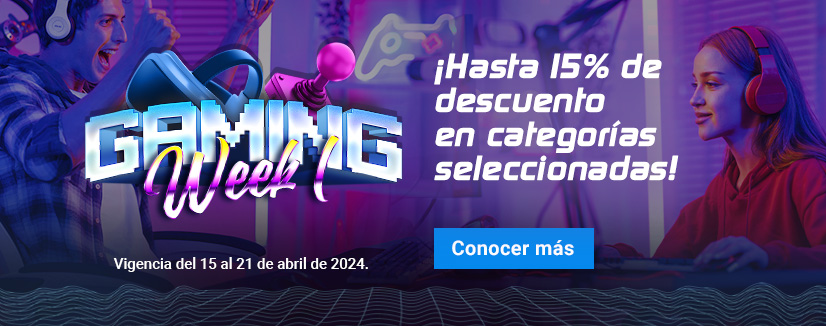 GAMING
Week 1
Vigencia del 15 al 21 de abril de 2024.
¡Hasta 15% de
descuento
en categorías
seleccionadas!
Conocer más